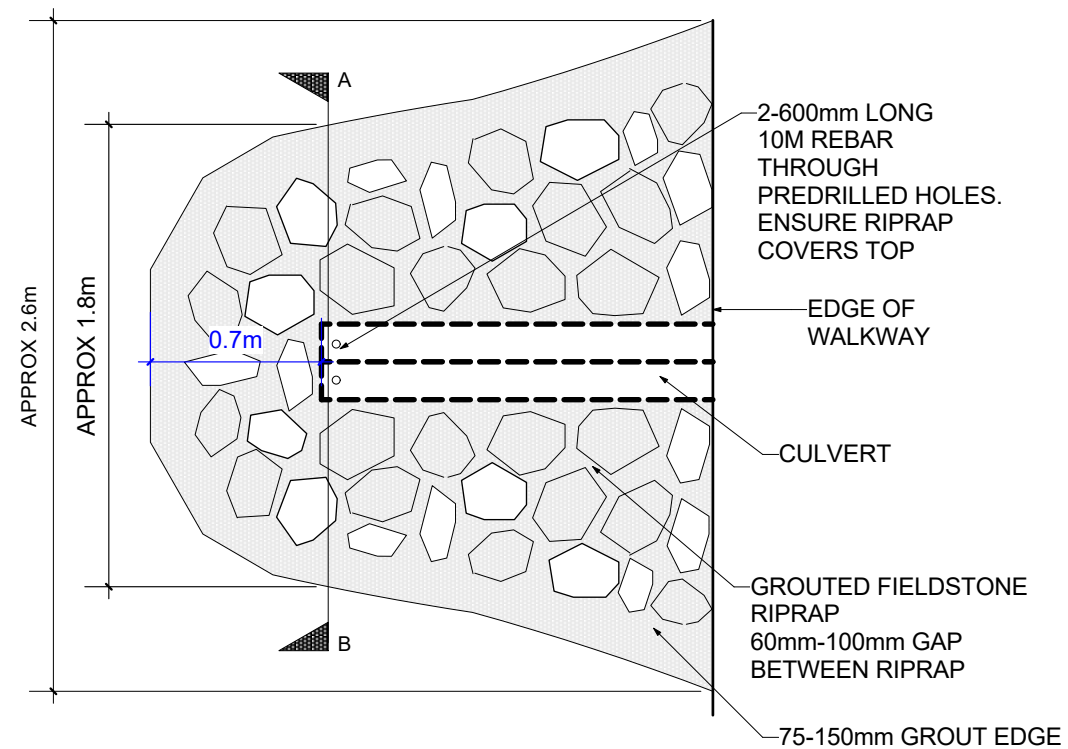 A
2-600mm LONG
10M REBAR
THROUGH
PREDRILLED HOLES.
ENSURE RIPRAP
COVERS TOP
EDGE OF
WALKWAY
0.7m
APPROX 2.6m
APPROX 1.8m
CULVERT
GROUTED FIELDSTONE
RIPRAP
60mm-100mm GAP
BETWEEN RIPRAP
B
75-150mm GROUT EDGE